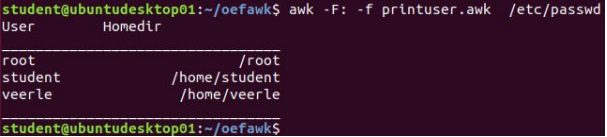 student@ubuntudesktop01:~/oefawk$ awk -F: -f printuser.awk  /etc/passwd
User        Homedir
_________________________________
root                        /root
student             /home/student
veerle               /home/veerle
_________________________________
student@ubuntudesktop01:~/oefawk$